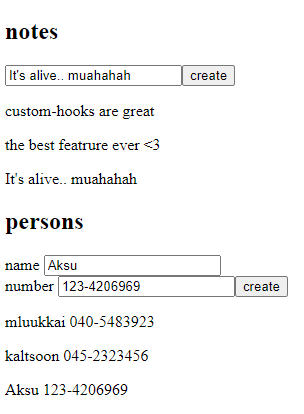 notes
It's alive.. muahahah create
custom-hooks are great
the best featrure ever <3
It's alive.. muahahah
persons
name Aksu
number 123-4206969 create
mluukkai 040-5483923
kaltsoon 045-2323456
Aksu 123-4206969